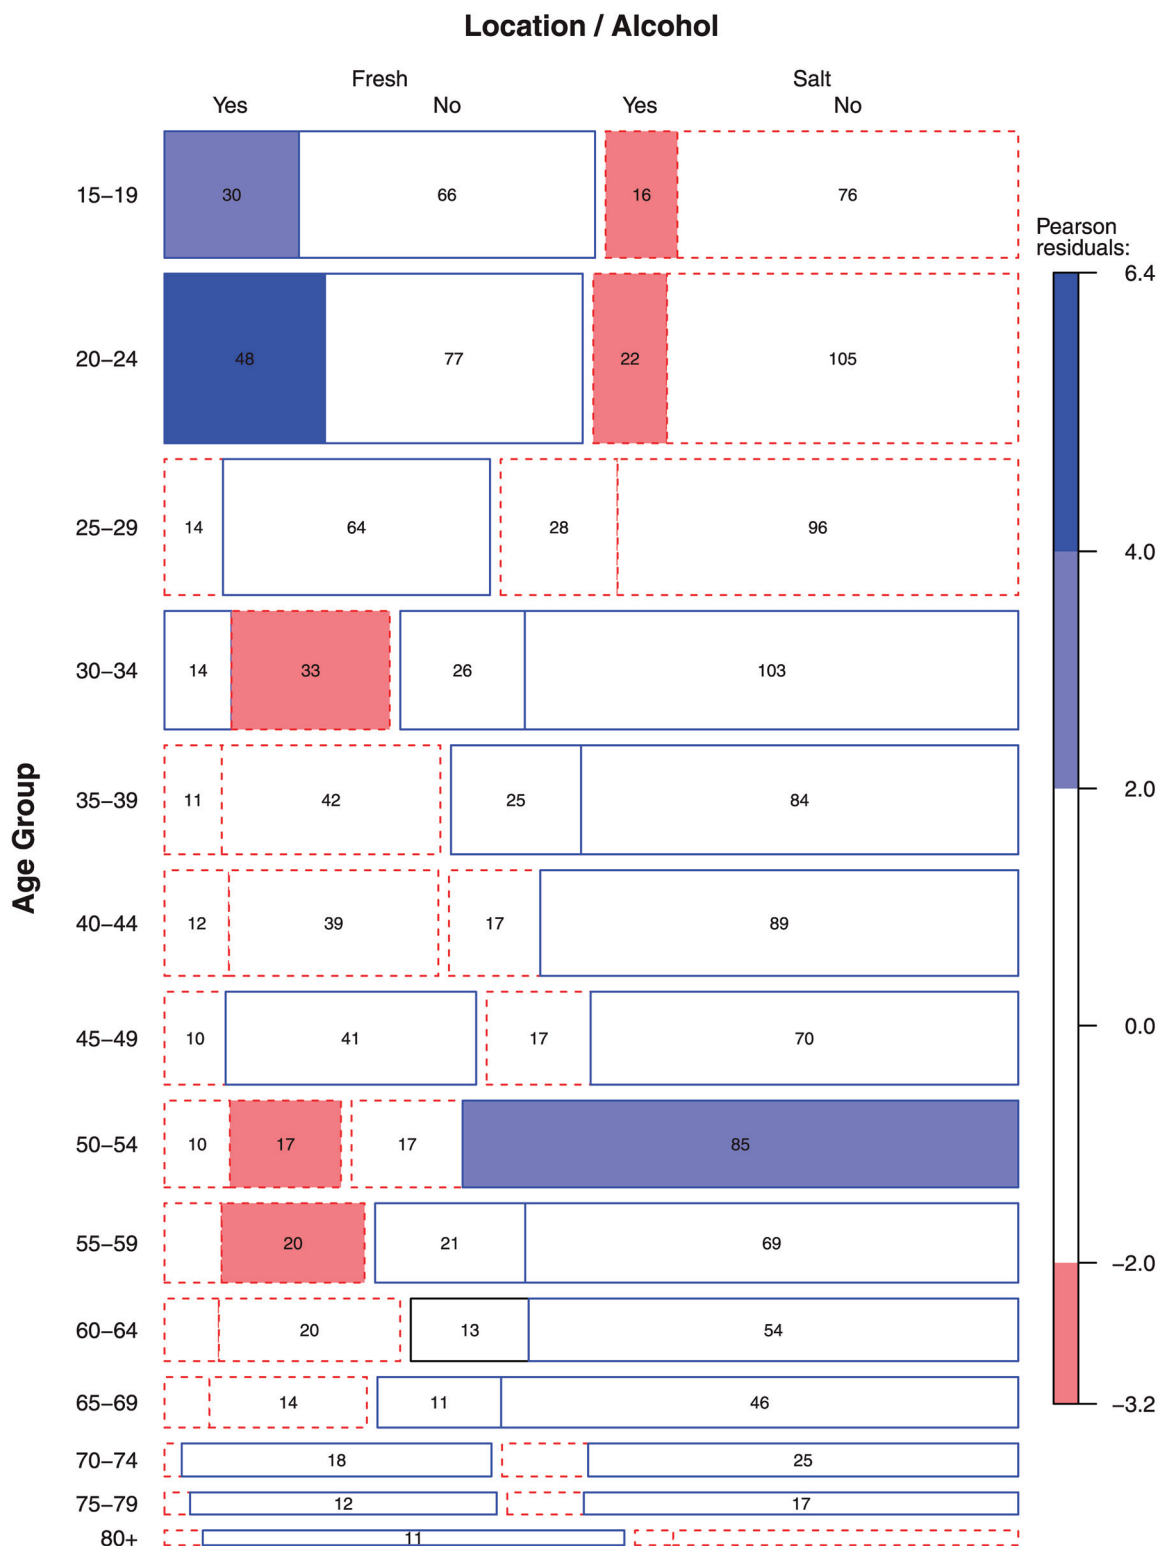 Location / Alcohol
Fresh Salt
Yes No Yes No
15–19 30 66 16 76
Pearson
residuals:
6.4
20–24 48 77 22 105
25–29 14 64 28 96
4.0
30–34 14 33 26 103
2.0
35–39 11 42 25 84
Age Group
40–44 12 39 17 89
0.0
45–49 10 41 17 70
50–54 10 17 17 85
55–59 20 21 69
−2.0
60–64 20 13 54
65–69 14 11 46
−3.2
70–74 18 25
75–79 12 17
80+ 11